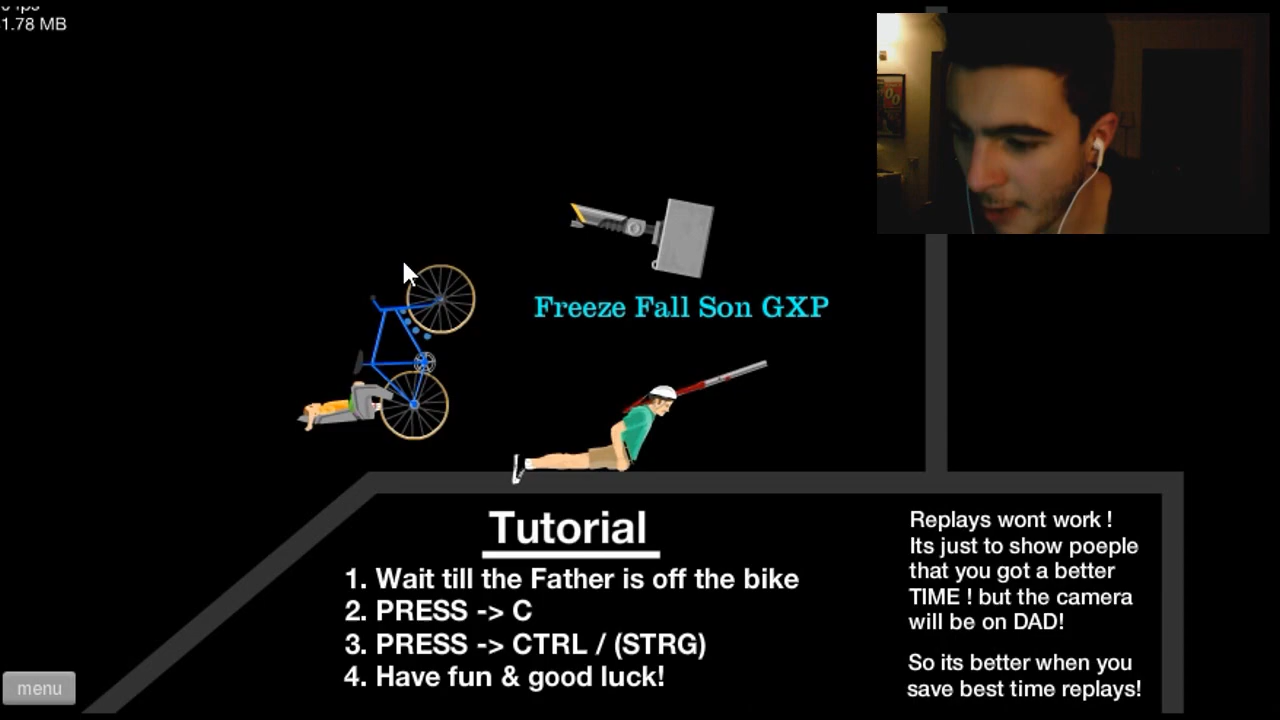 1.78 MB
Freeze Fall Son GXP
Tutorial
1. Wait till the Father is off the bike
2. PRESS -> C
3. PRESS -> CTRL / (STRG)
4. Have fun & good luck!
Replays wont work !
Its just to show poeple
that you got a better
TIME ! but the camera
will be on DAD!
So its better when you
save best time replays!
menu